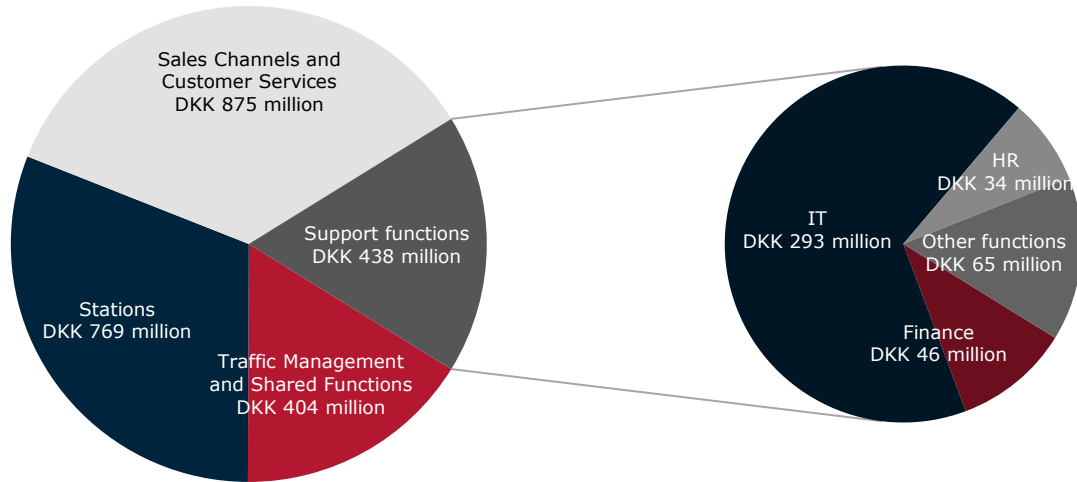 Sales Channels and
Customer Services
DKK 875 million
Support functions
DKK 438 million
Stations
DKK 769 million
Traffic Management
and Shared Functions
DKK 404 million
HR
DKK 34 million
IT
DKK 293 million
Other functions
DKK 65 million
Finance
DKK 46 million